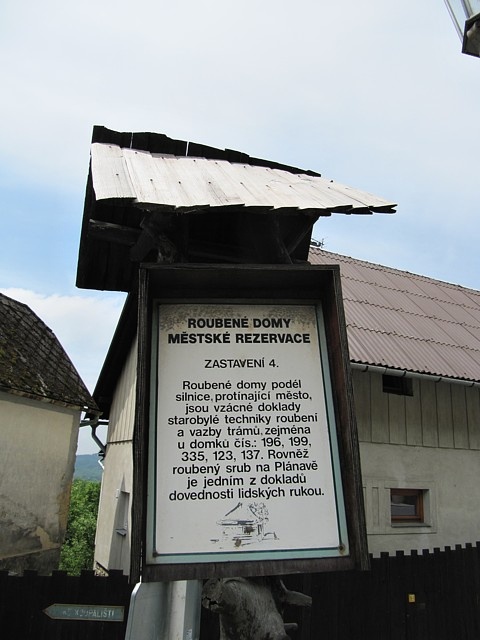 ROUBENÉ DOMY
MĚSTSKÉ REZERVACE
ZASTAVENÍ 4.
Roubené domy podél
silnice, protínající město,
jsou vzácné doklady
starobylé techniky roubení
a vazby trámů, zejména
u domků čís.: 196, 199,
335, 123, 137. Rovněž
roubený srub na Plánavě
je jedním z dokladů
dovednosti lidských rukou.
KOUPALIŠTI